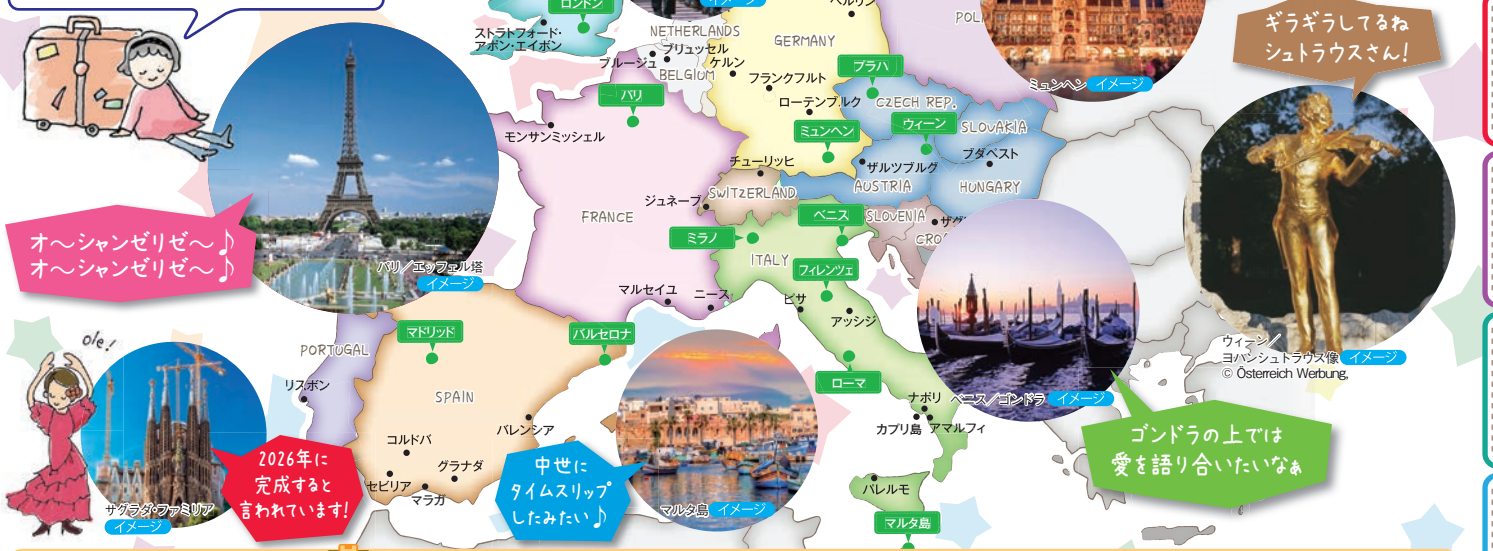 ロンドン
イメージ
ベルリン
ストラトフォード・
アポン・エイボン
NETHERLANDS
ブリュッセル
ブルージュ
BELGIUM
ケルン
GERMANY
フランクフルト
ローテンブルク
プラハ
CZECH REP.
ミュンヘン イメージ
ギラギラしてるね
シュトラウスさん!
パリ
モンサンミッシェル
ミュンヘン
ウィーン
SLOVAKIA
チューリッヒ
ザルツブルグ
ブダペスト
SWITZERLAND
AUSTRIA
HUNGARY
ジュネーブ
FRANCE
ベニス
SLOVENIA
ミラノ
ITALY
フィレンツェ
オ〜シャンゼリゼ〜♪
オ〜シャンゼリゼ〜♪
パリ/エッフェル塔
イメージ
マルセイユ
ニース
ピサ
アッシジ
マドリッド
バルセロナ
ole!
PORTUGAL
リスボン
SPAIN
ローマ
ナポリ
カプリ島
アマルフィ
ベニス/ゴンドラ イメージ
ウィーン/
ヨハンシュトラウス像 イメージ
© Österreich Werbung,
ゴンドラの上では
愛を語り合いたいなぁ
コルドバ
バレンシア
グラナダ
セビリア
マラガ
2026年に
完成すると
言われています!
サグラダ・ファミリア
イメージ
中世に
タイムスリップ
したみたい♪
マルタ島 イメージ
パレルモ
マルタ島